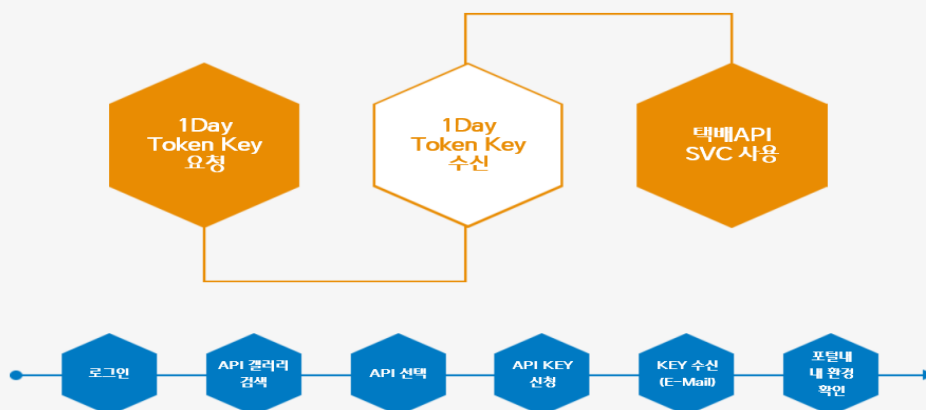 1Day
Token Key
요청
1Day
Token Key
수신
택배API
SVC 사용
로그인
API 갤러리
검색
API 선택
API KEY
신청
KEY 수신
(E-Mail)
포털내
내 환경
확인